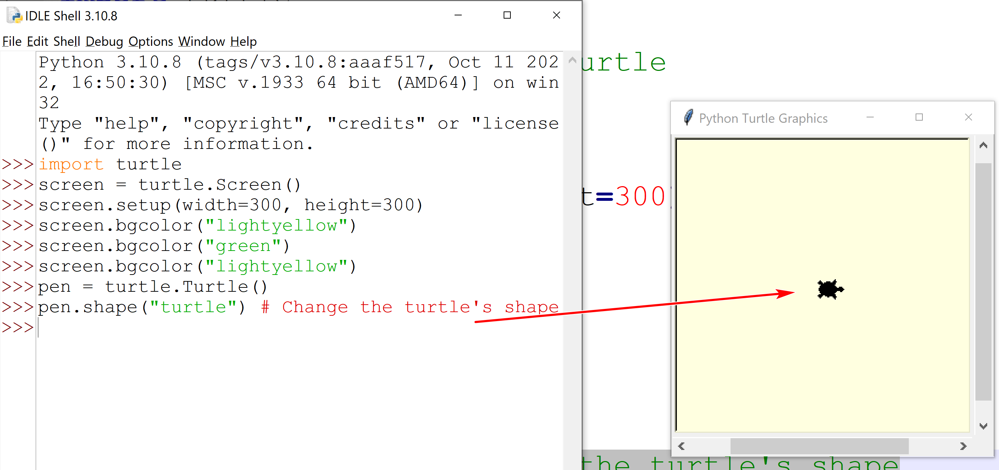 IDLE Shell 3.10.8
File Edit Shell Debug Options Window Help
Python 3.10.8 (tags/v3.10.8:aaaf517, Oct 11 202
2, 16:50:30) [MSC v.1933 64 bit (AMD64)] on win
32
Type "help", "copyright", "credits" or "license
()" for more information.
>>> import turtle
>>> screen = turtle.Screen()
>>> screen.setup(width=300, height=300)
>>> screen.bgcolor("lightyellow")
>>> screen.bgcolor("green")
>>> screen.bgcolor("lightyellow")
>>> pen = turtle.Turtle()
>>> pen.shape("turtle") # Change the turtle's shape
>>>
urtle
t=300
Python Turtle Graphics
the turtle's shape